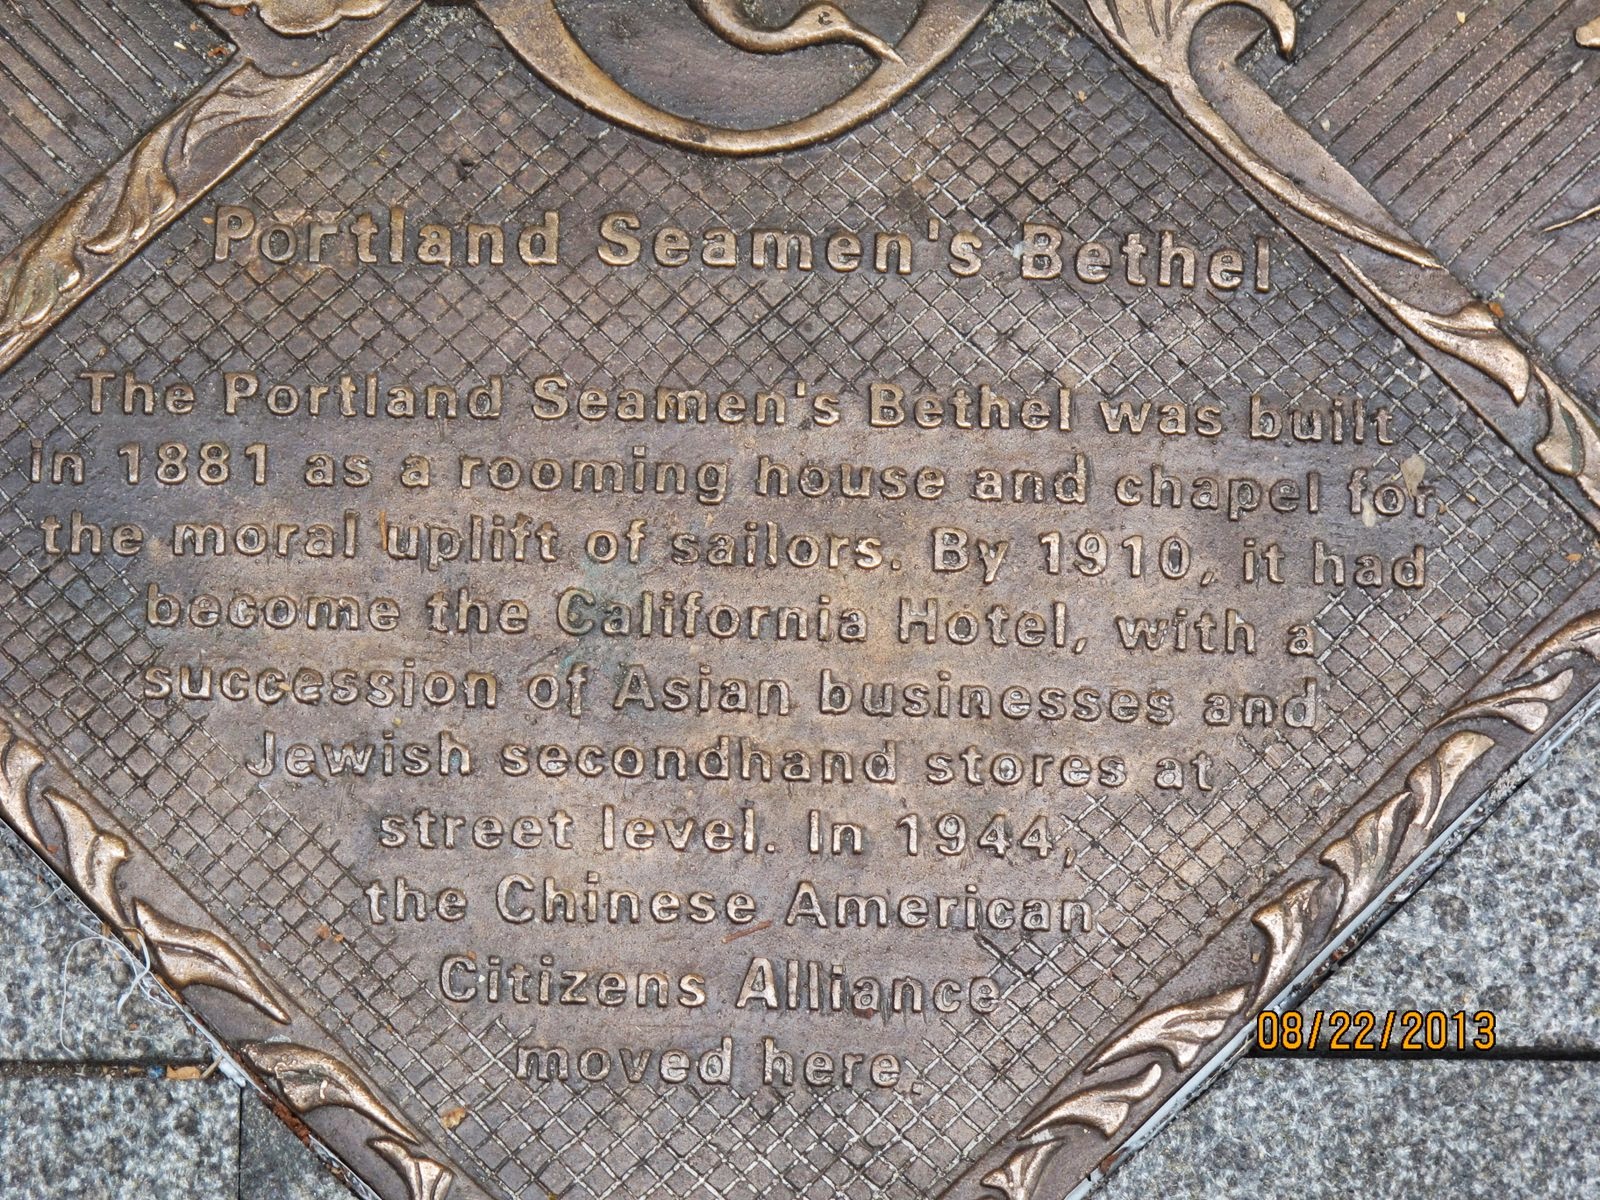 Portland Seamen's Bethel
The Portland Seamen's Bethel was built
in 1881 as a rooming house and chapel for
the moral uplift of sailors. By 1910, it had
become the California Hotel, with a
succession of Asian businesses and
Jewish secondhand stores at
street level. In 1944,
the Chinese American
Citizens Alliance
moved here.
08/22/2013